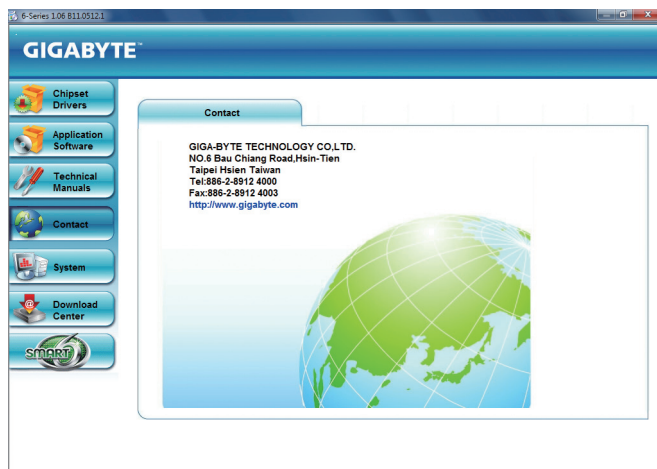 6-Series 1.06 B11.0512.1
GIGABYTE™
Chipset
Drivers
Application
Software
Technical
Manuals
Contact
System
Download
Center
SMART6
Contact
GIGA-BYTE TECHNOLOGY CO,LTD.
NO.6 Bau Chiang Road,Hsin-Tien
Taipei Hsien Taiwan
Tel:886-2-8912 4000
Fax:886-2-8912 4003
http://www.gigabyte.com